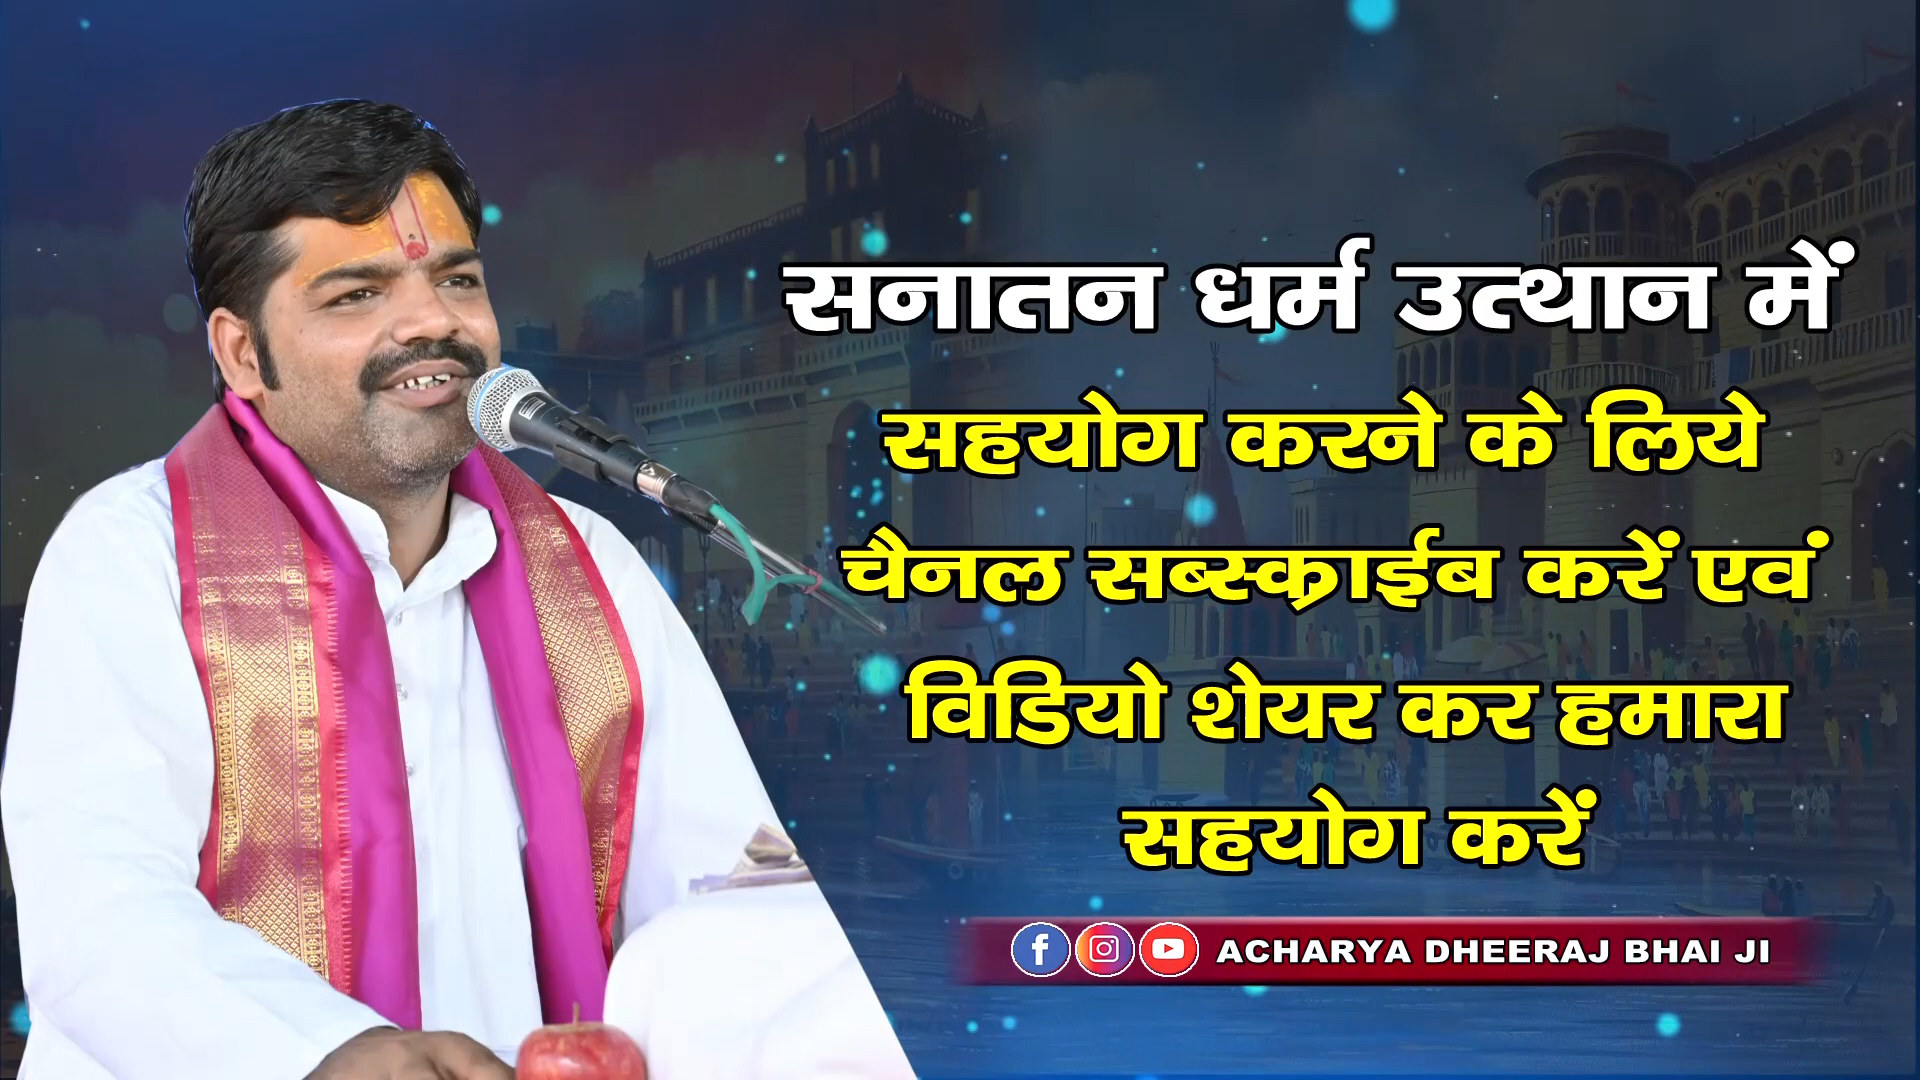 सनातन धर्म उत्थान में
सहयोग करने के लिये
चैनल सब्स्क्राईब करें एवं
विडियो शेयर कर हमारा
सहयोग करें
ACHARYA DHEERAJ BHAI JI